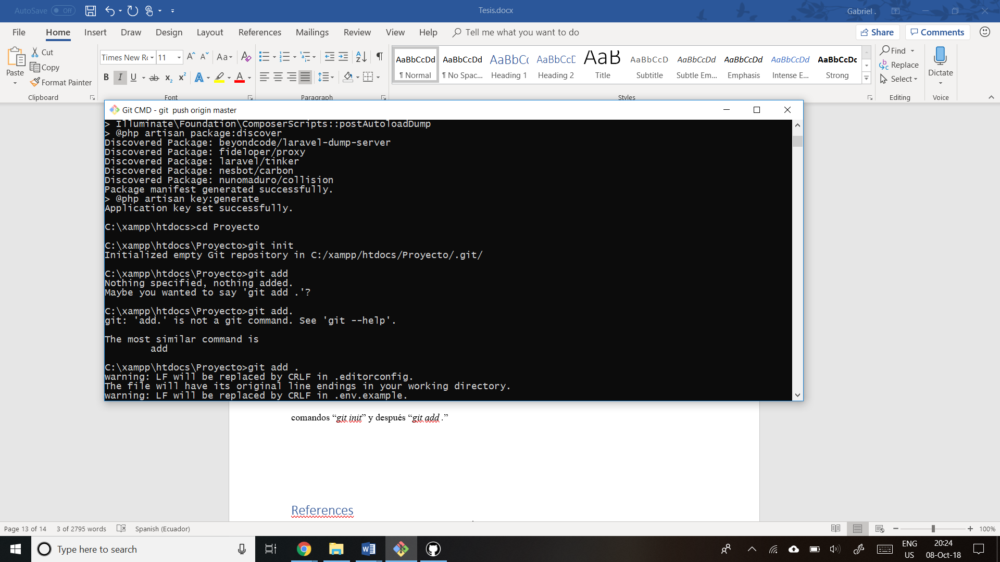 AutoSave Off
Tesis.docx
Gabriel .
File Home Insert Draw Design Layout References Mailings Review View Help Tell me what you want to do
Share Comments
Paste
Cut
Copy
Format Painter
Clipboard
Times New Ro 11
Aa
B I U ab x₂ x² A A
Font
Paragraph
AaBbCcDd AaBbCcDd AaBbCc AaBbCcE AaB AaBbCcD AaBbCcDd AaBbCcDd AaBbCcDd AaBbCcDc
¶ Normal ¶ No Spac... Heading 1 Heading 2 Title Subtitle Subtle Em... Emphasis Intense E... Strong
Styles
Find
Replace
Select
Editing
Dictate
Voice
Git CMD - git  push origin master
> Illuminate\Foundation\ComposerScripts::postAutoloadDump
> @php artisan package:discover
Discovered Package: beyondcode/laravel-dump-server
Discovered Package: fideloper/proxy
Discovered Package: laravel/tinker
Discovered Package: nesbot/carbon
Discovered Package: nunomaduro/collision
Package manifest generated successfully.
> @php artisan key:generate
Application key set successfully.
C:\xampp\htdocs>cd Proyecto
C:\xampp\htdocs\Proyecto>git init
Initialized empty Git repository in C:/xampp/htdocs/Proyecto/.git/
C:\xampp\htdocs\Proyecto>git add
Nothing specified, nothing added.
Maybe you wanted to say 'git add .'?
C:\xampp\htdocs\Proyecto>git add.
git: 'add.' is not a git command. See 'git --help'.
The most similar command is
add
C:\xampp\htdocs\Proyecto>git add .
warning: LF will be replaced by CRLF in .editorconfig.
The file will have its original line endings in your working directory.
warning: LF will be replaced by CRLF in .env.example.
comandos “git init” y después “git add .”
References
Page 13 of 14 3 of 2795 words Spanish (Ecuador)
100%
Type here to search
ENG
US
20:24
08-Oct-18